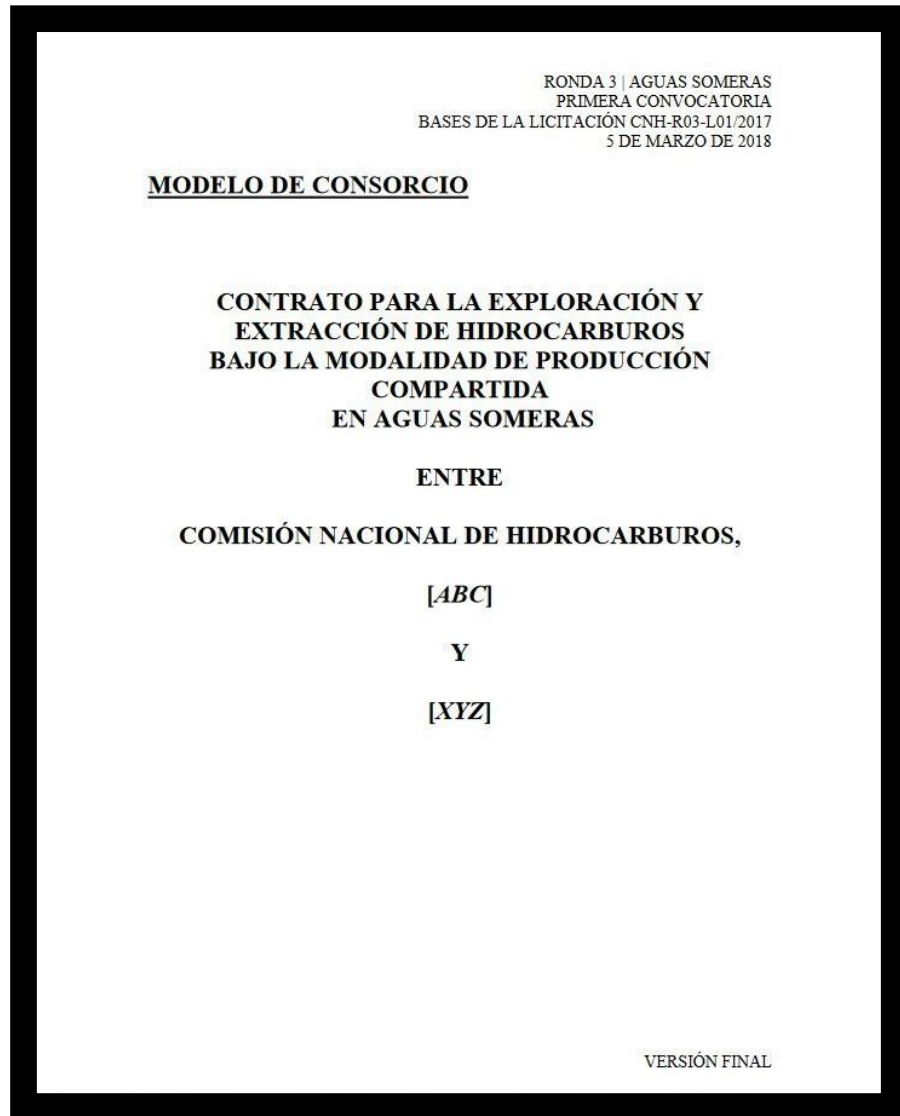 RONDA 3 | AGUAS SOMERAS
PRIMERA CONVOCATORIA
BASES DE LA LICITACIÓN CNH-R03-L01/2017
5 DE MARZO DE 2018
MODELO DE CONSORCIO
CONTRATO PARA LA EXPLORACIÓN Y
EXTRACCIÓN DE HIDROCARBUROS
BAJO LA MODALIDAD DE PRODUCCIÓN
COMPARTIDA
EN AGUAS SOMERAS
ENTRE
COMISIÓN NACIONAL DE HIDROCARBUROS,
[ABC]
Y
[XYZ]
VERSIÓN FINAL